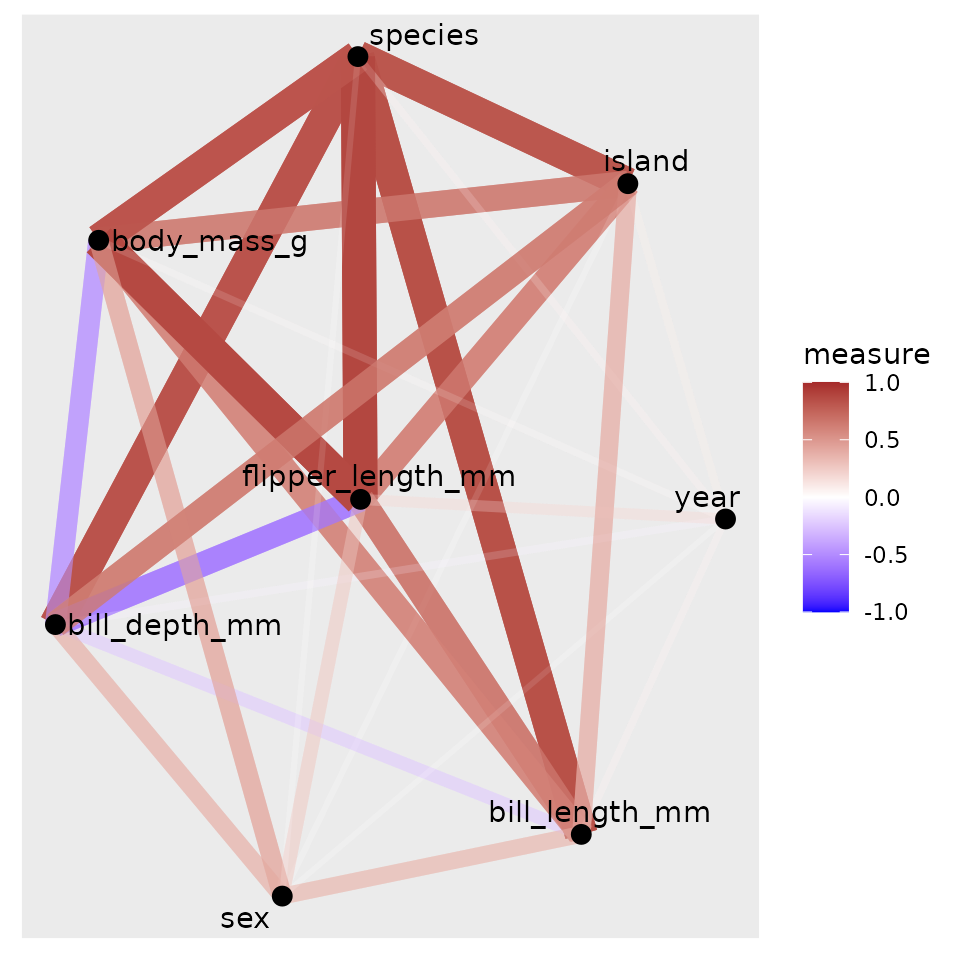 species
island
body_mass_g
measure
1.0
0.5
0.0
-0.5
-1.0
flipper_length_mm
year
bill_depth_mm
bill_length_mm
sex